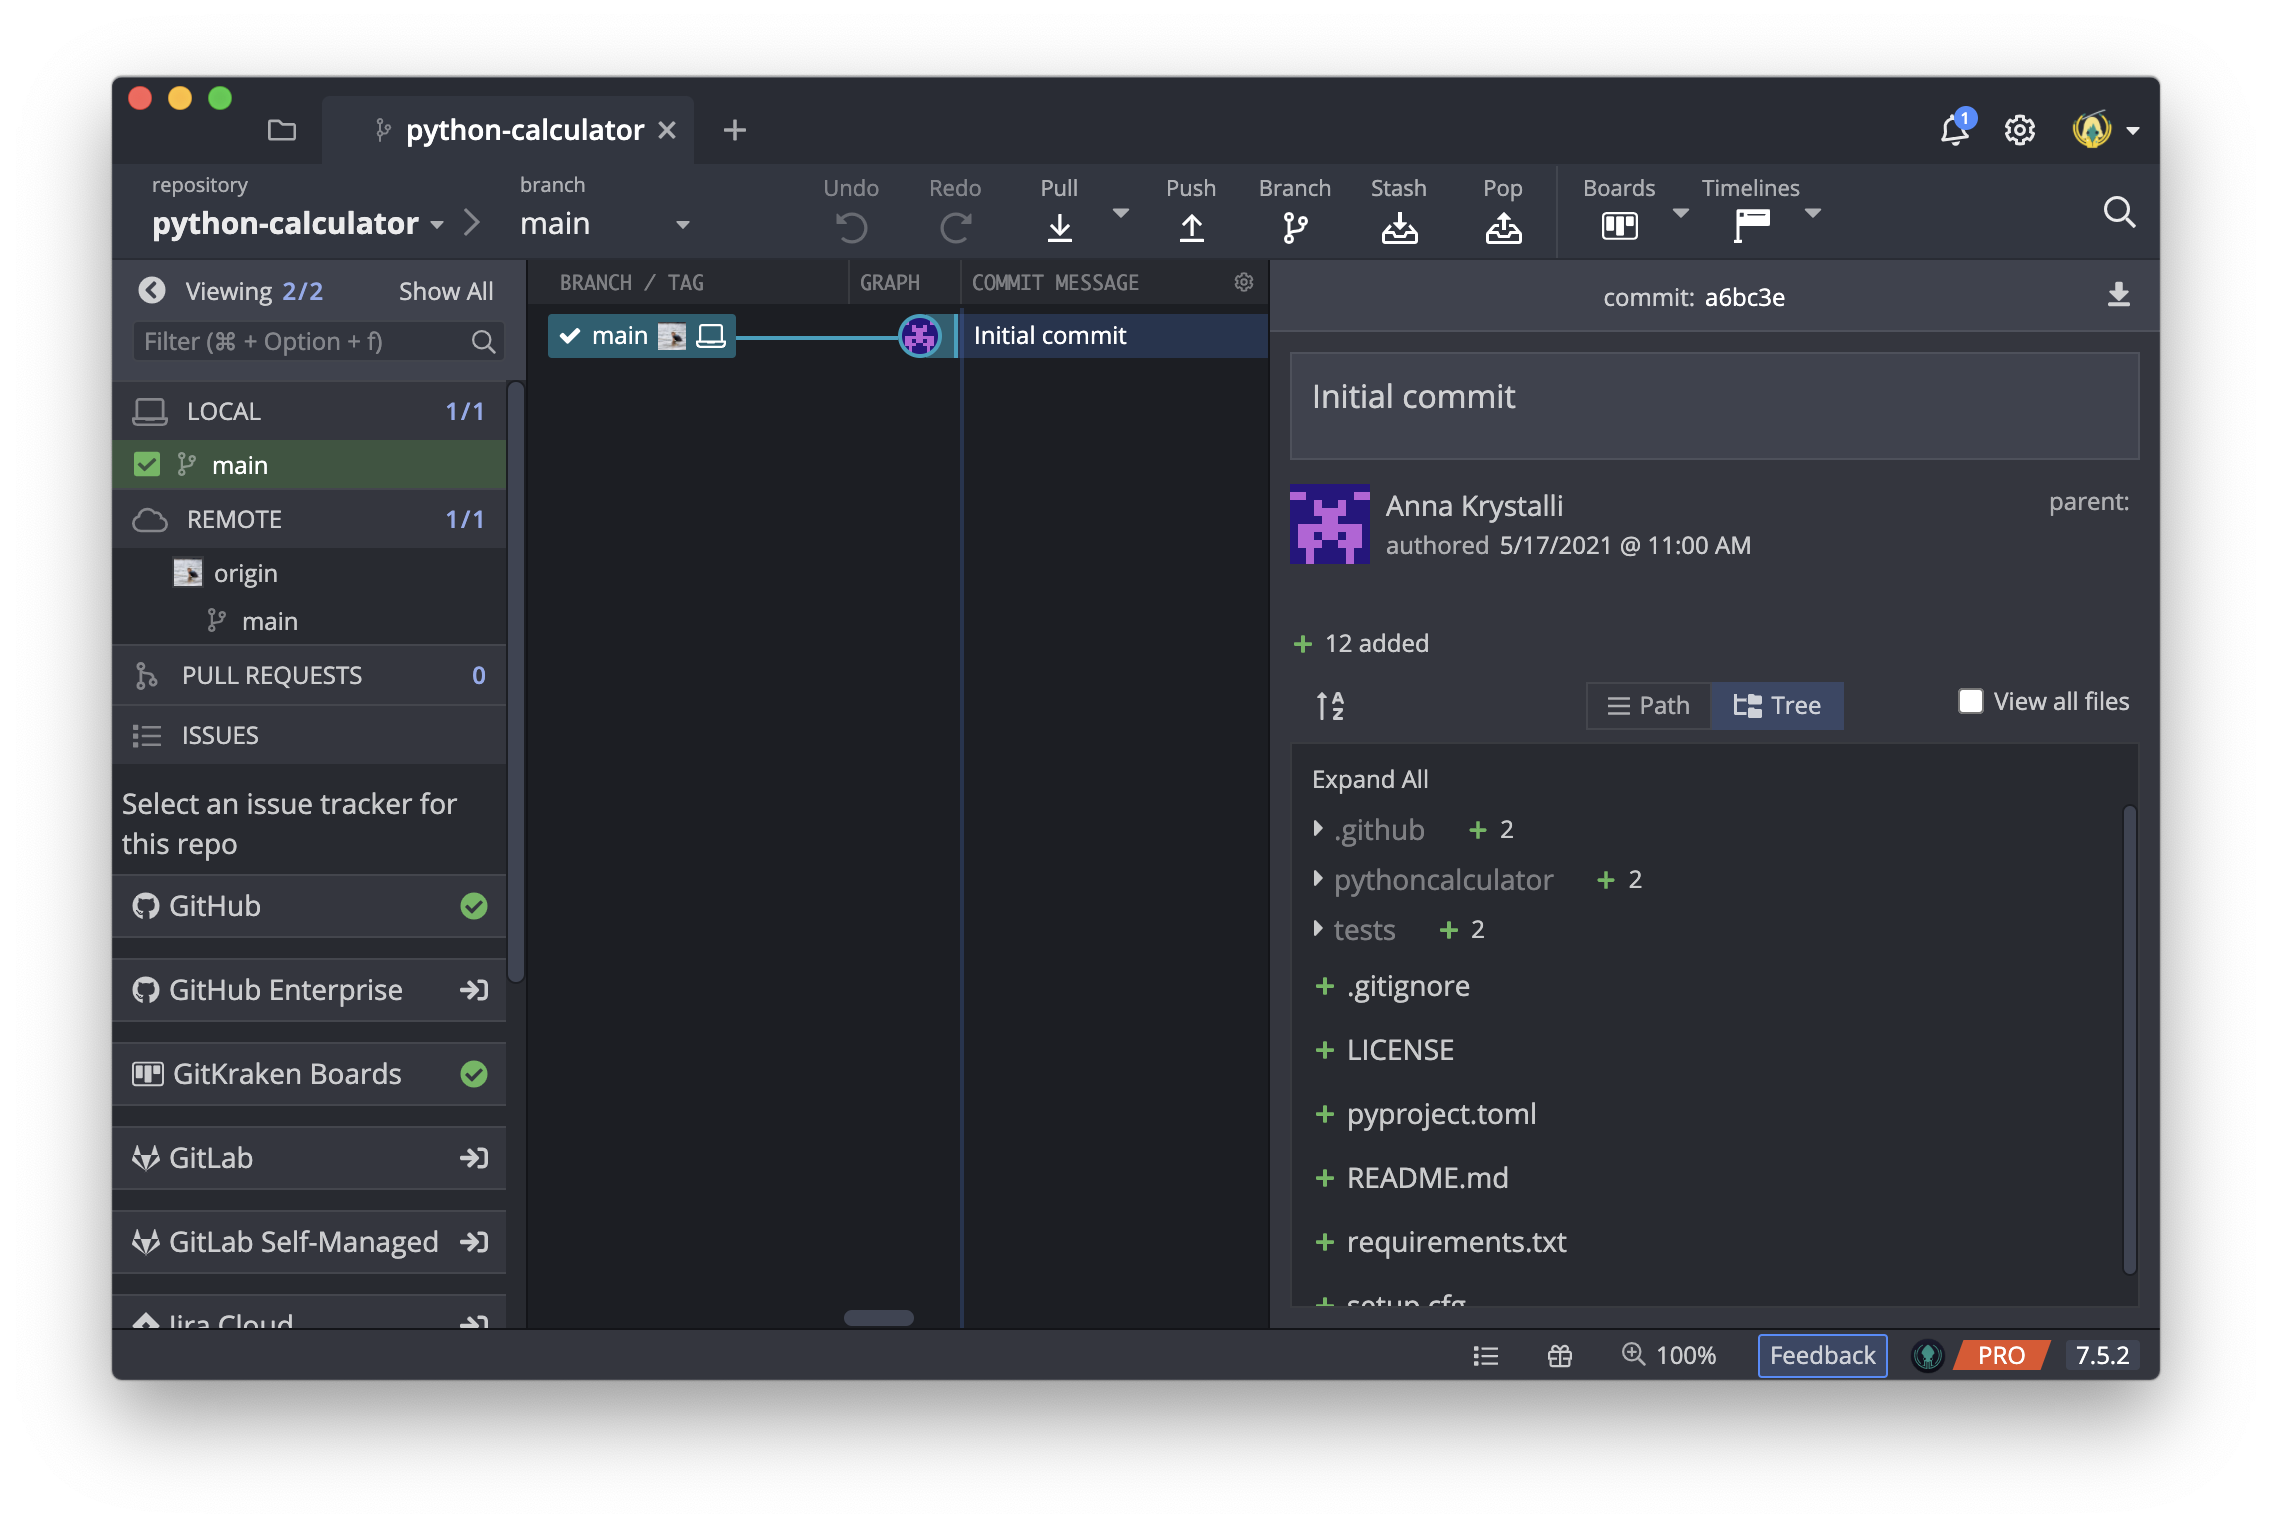 python-calculator
1
repository
python-calculator
branch
main
Undo
Redo
Pull
Push
Branch
Stash
Pop
Boards
Timelines
Viewing 2/2
Show All
Filter (⌘ + Option + f)
LOCAL 1/1
main
REMOTE 1/1
origin
main
PULL REQUESTS 0
ISSUES
Select an issue tracker for
this repo
GitHub
GitHub Enterprise
GitKraken Boards
GitLab
GitLab Self-Managed
Jira Cloud
BRANCH / TAG
GRAPH
COMMIT MESSAGE
main
Initial commit
commit: a6bc3e
Initial commit
Anna Krystalli
authored 5/17/2021 @ 11:00 AM
parent:
+ 12 added
A
Z
Path
Tree
View all files
Expand All
.github + 2
pythoncalculator + 2
tests + 2
+ .gitignore
+ LICENSE
+ pyproject.toml
+ README.md
+ requirements.txt
+ setup.cfg
100%
Feedback
PRO
7.5.2